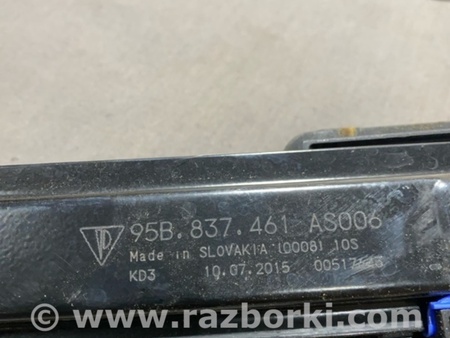 95B.837.461 AS006
Made in SLOVAKIA (0008) 10S
KD3 10.07.2015
www.razborki.com